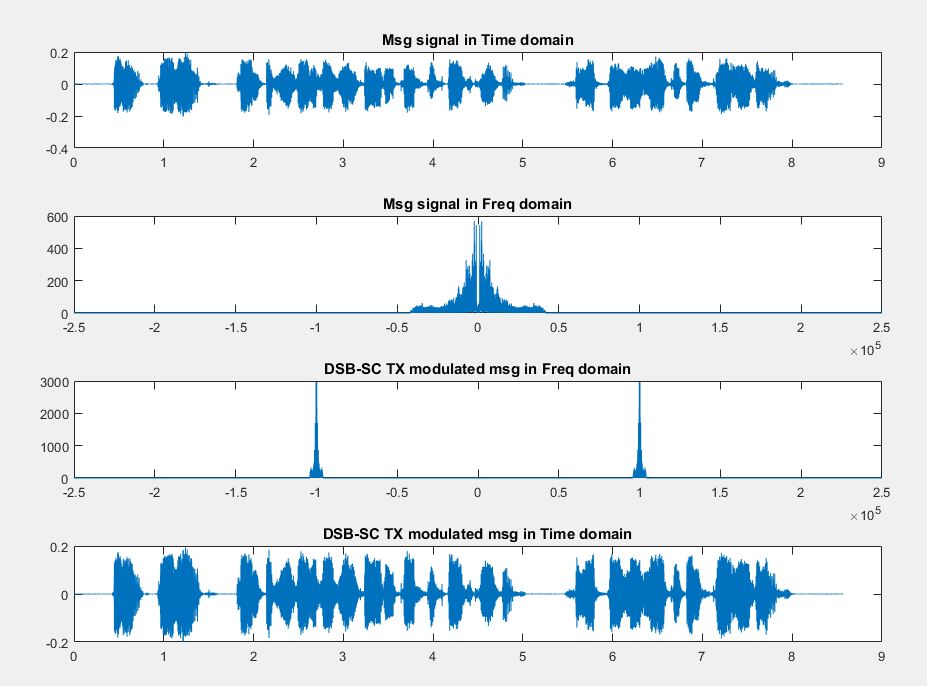 Msg signal in Time domain
0.2
0
-0.2
-0.4
0 1 2 3 4 5 6 7 8 9
Msg signal in Freq domain
600
400
200
0
-2.5 -2 -1.5 -1 -0.5 0 0.5 1 1.5 2 2.5
×10^5
DSB-SC TX modulated msg in Freq domain
3000
2000
1000
0
-2.5 -2 -1.5 -1 -0.5 0 0.5 1 1.5 2 2.5
×10^5
DSB-SC TX modulated msg in Time domain
0.2
0
-0.2
0 1 2 3 4 5 6 7 8 9